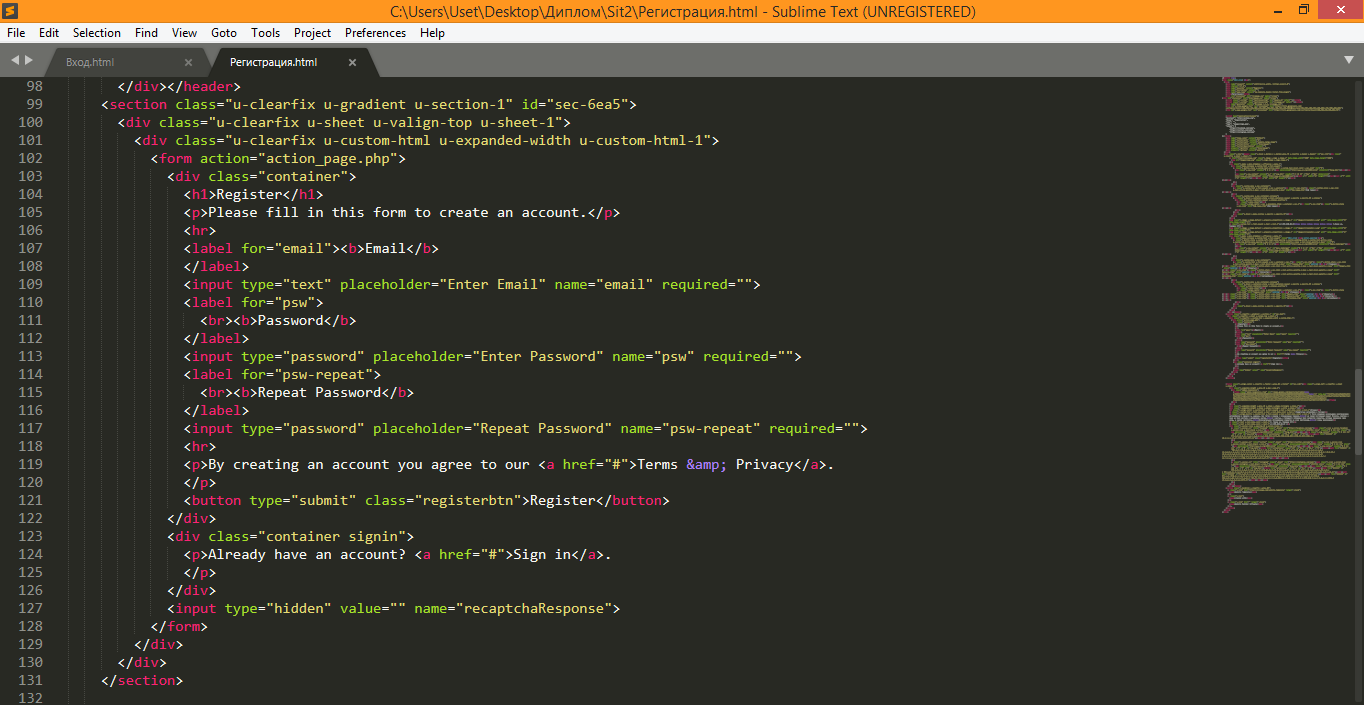 C:\Users\Uset\Desktop\Диплом\Sit2\Регистрация.html - Sublime Text (UNREGISTERED)
File Edit Selection Find View Goto Tools Project Preferences Help
Вход.html Регистрация.html
98 </div></header>
99 <section class="u-clearfix u-gradient u-section-1" id="sec-6ea5">
100 <div class="u-clearfix u-sheet u-valign-top u-sheet-1">
101 <div class="u-clearfix u-custom-html u-expanded-width u-custom-html-1">
102 <form action="action_page.php">
103 <div class="container">
104 <h1>Register</h1>
105 <p>Please fill in this form to create an account.</p>
106 <hr>
107 <label for="email"><b>Email</b>
108 </label>
109 <input type="text" placeholder="Enter Email" name="email" required="">
110 <label for="psw">
111 <br><b>Password</b>
112 </label>
113 <input type="password" placeholder="Enter Password" name="psw" required="">
114 <label for="psw-repeat">
115 <br><b>Repeat Password</b>
116 </label>
117 <input type="password" placeholder="Repeat Password" name="psw-repeat" required="">
118 <hr>
119 <p>By creating an account you agree to our <a href="#">Terms &amp; Privacy</a>.
120 </p>
121 <button type="submit" class="registerbtn">Register</button>
122 </div>
123 <div class="container signin">
124 <p>Already have an account? <a href="#">Sign in</a>.
125 </p>
126 </div>
127 <input type="hidden" value="" name="recaptchaResponse">
128 </form>
129 </div>
130 </div>
131 </section>
132